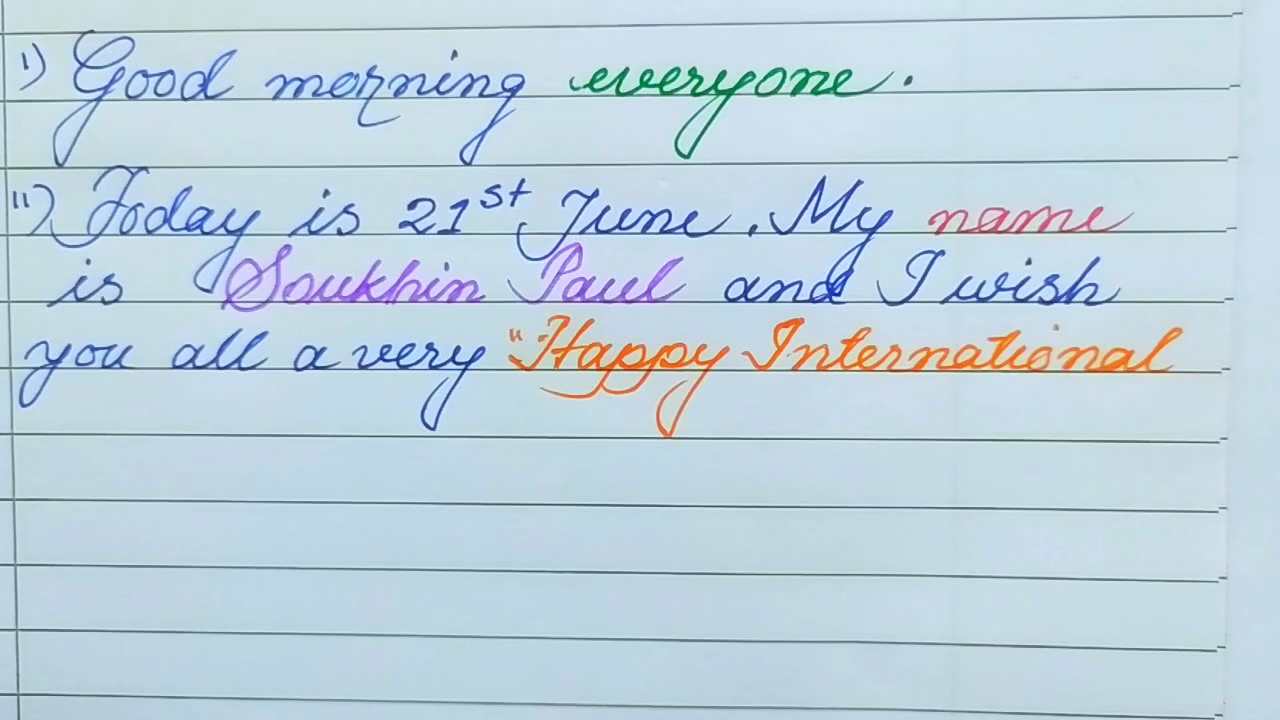 i) Good morning everyone.
ii) Today is 21st June. My name
is Soukhin Paul and I wish
you all a very "Happy International